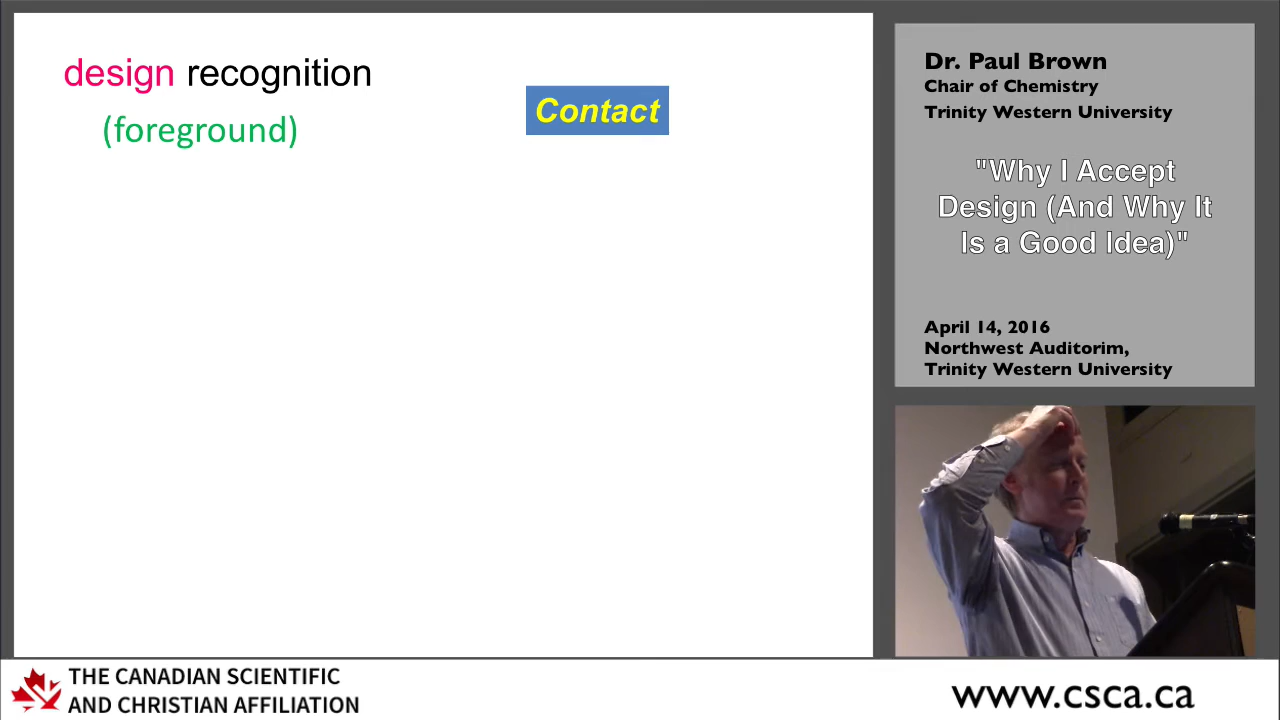 design recognition
(foreground)
Contact
Dr. Paul Brown
Chair of Chemistry
Trinity Western University
"Why I Accept
Design (And Why It
Is a Good Idea)"
April 14, 2016
Northwest Auditorim,
Trinity Western University
THE CANADIAN SCIENTIFIC
AND CHRISTIAN AFFILIATION
www.csca.ca